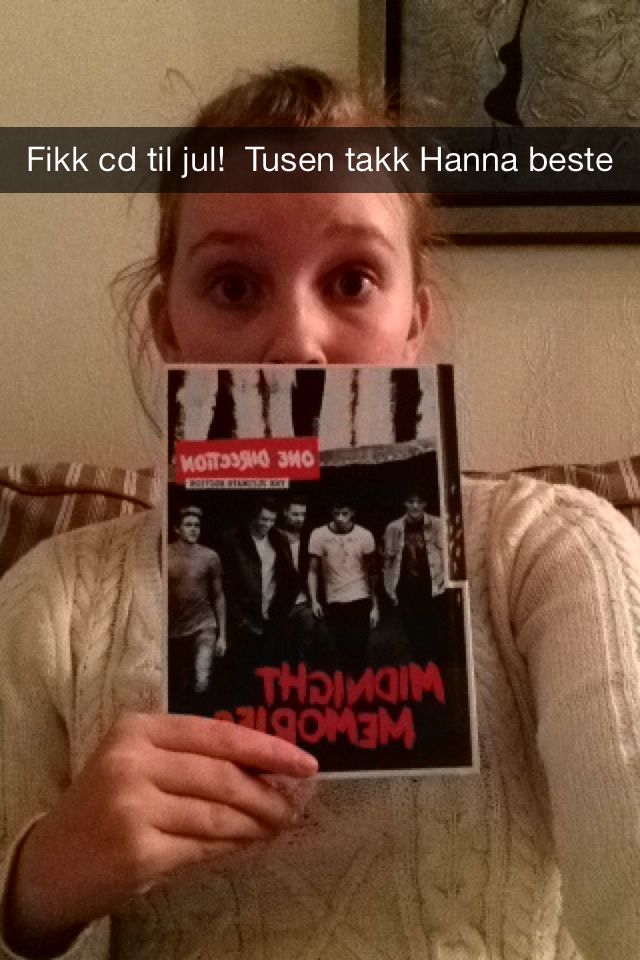 Fikk cd til jul!  Tusen takk Hanna beste
ONE DIRECTION
THE ULTIMATE EDITION
MIDNIGHT
MEMORIES